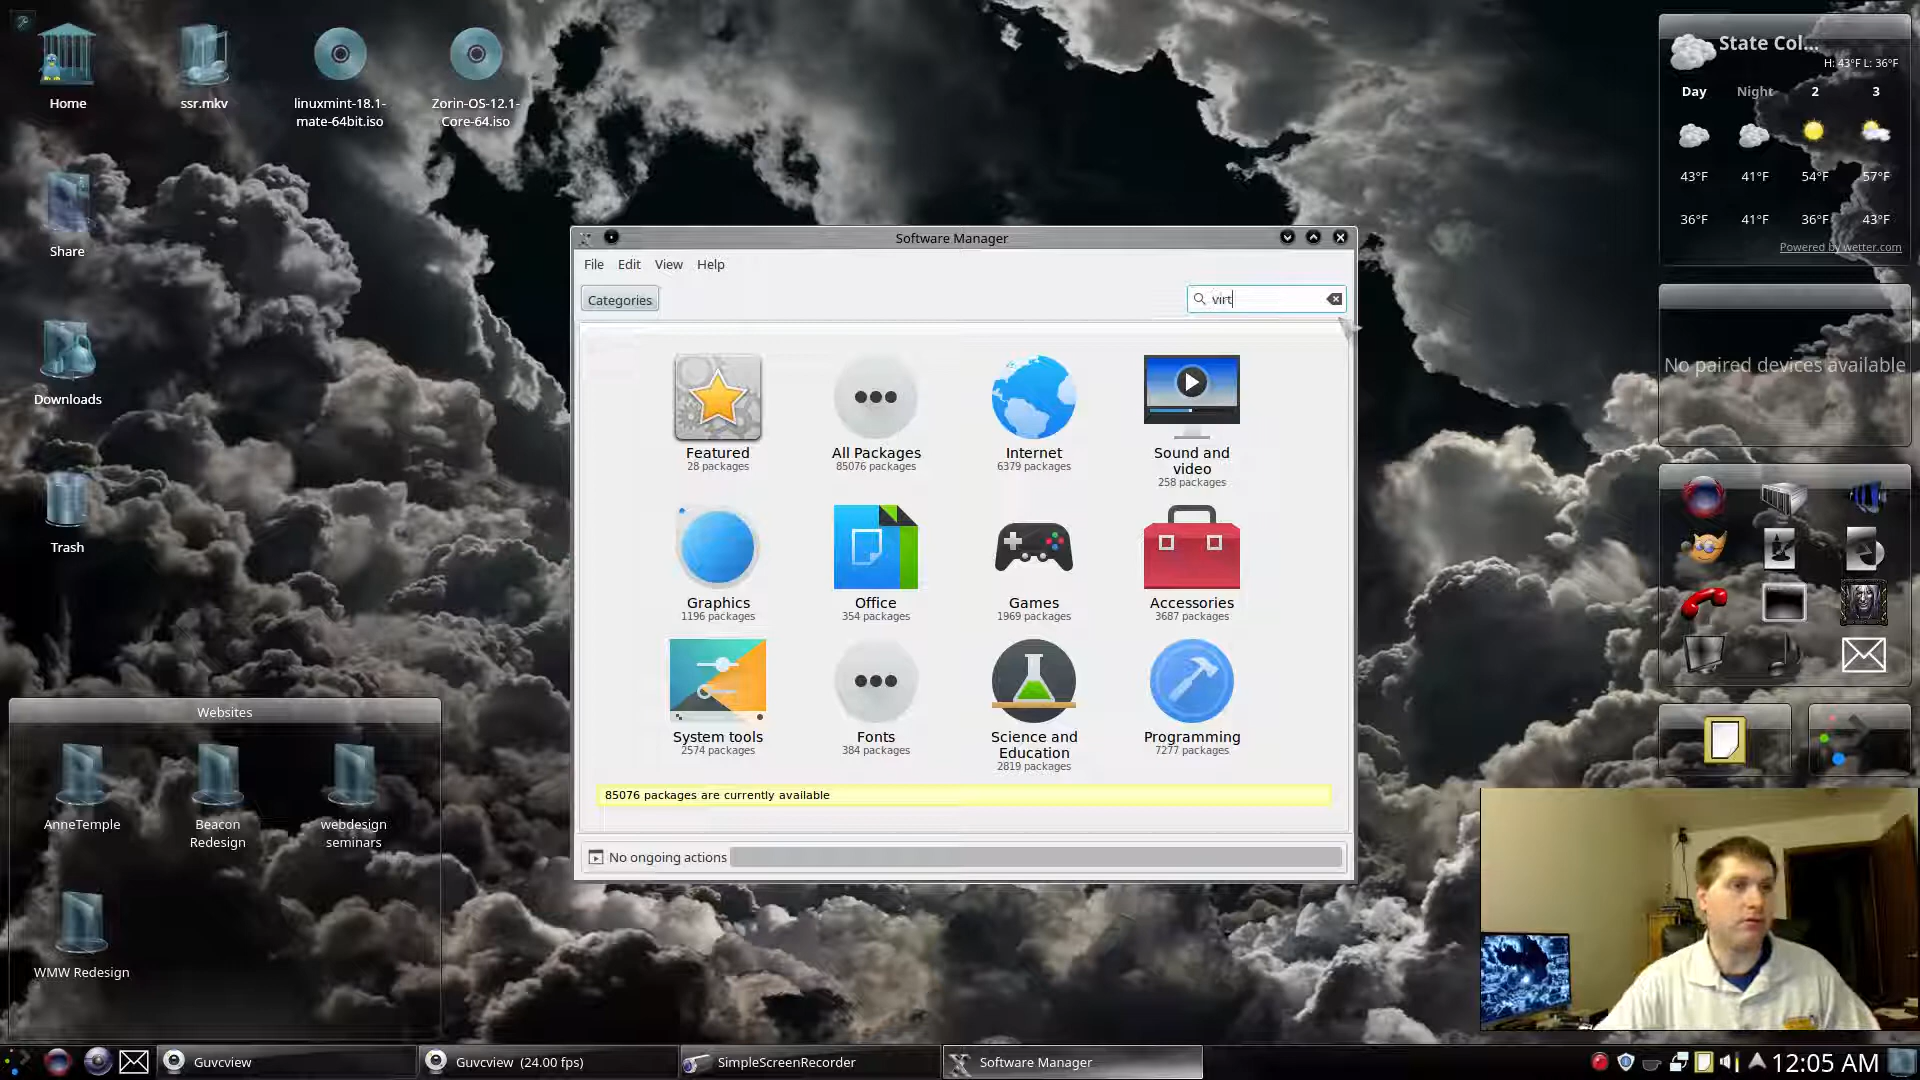 Home
ssr.mkv
linuxmint-18.1-
mate-64bit.iso
Zorin-OS-12.1-
Core-64.iso
Share
Downloads
Trash
Websites
AnneTemple
Beacon
Redesign
webdesign
seminars
WMW Redesign
Software Manager
File Edit View Help
Categories
virt
Featured
28 packages
All Packages
85076 packages
Internet
6379 packages
Sound and
video
258 packages
Graphics
1196 packages
Office
354 packages
Games
1969 packages
Accessories
3687 packages
System tools
2574 packages
Fonts
384 packages
Science and
Education
2819 packages
Programming
7277 packages
85076 packages are currently available
No ongoing actions
State Col...
H: 43°F L: 36°F
Day Night 2 3
43°F 41°F 54°F 57°F
36°F 41°F 36°F 43°F
Powered by wetter.com
No paired devices available
Guvcview
Guvcview (24.00 fps)
SimpleScreenRecorder
Software Manager
12:05 AM